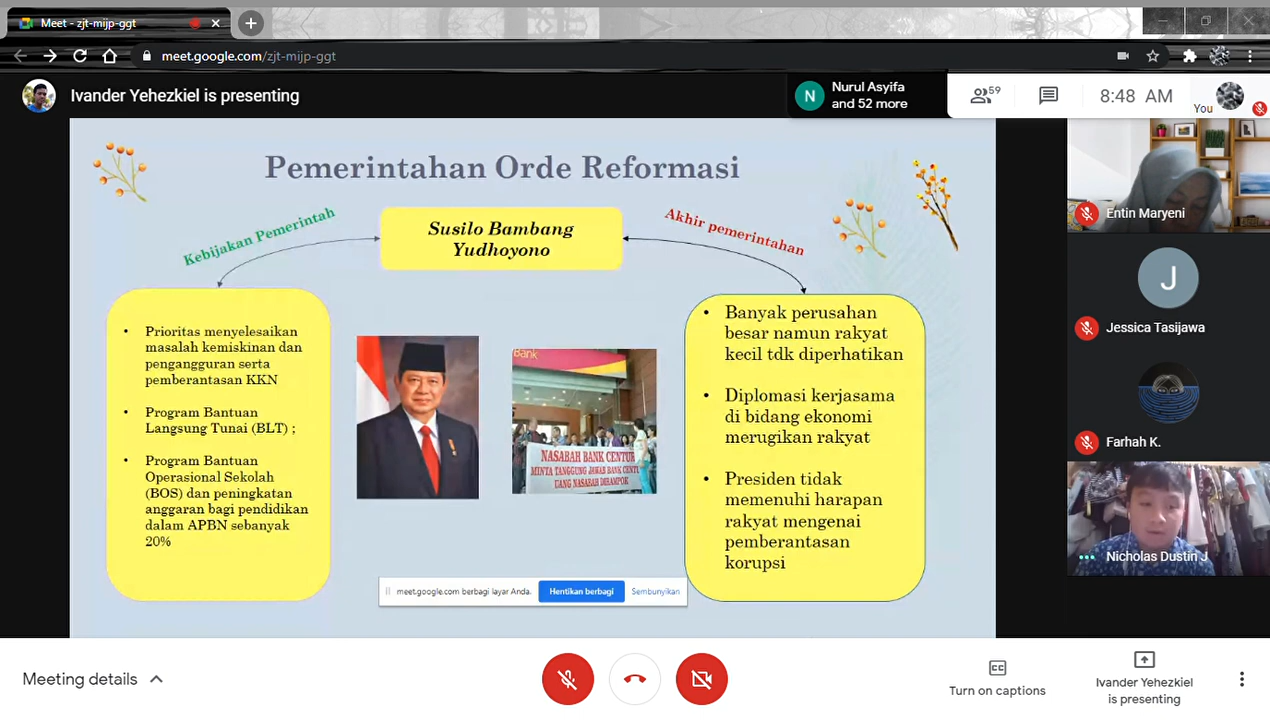 Meet - zjt-mijp-ggt
meet.google.com/zjt-mijp-ggt
Ivander Yehezkiel is presenting
N
Nurul Asyifa
and 52 more
59
8:48 AM
You
Pemerintahan Orde Reformasi
Kebijakan Pemerintah
Susilo Bambang
Yudhoyono
Akhir pemerintahan
• Prioritas menyelesaikan
masalah kemiskinan dan
pengangguran serta
pemberantasan KKN
• Program Bantuan
Langsung Tunai (BLT) ;
• Program Bantuan
Operasional Sekolah
(BOS) dan peningkatan
anggaran bagi pendidikan
dalam APBN sebanyak
20%
Bank
NASABAH BANK CENTUR
MINTA TANGGUNG JAWAB BANK CENTU
UANG NASABAH DIRAMPOK
• Banyak perusahan
besar namun rakyat
kecil tdk diperhatikan
• Diplomasi kerjasama
di bidang ekonomi
merugikan rakyat
• Presiden tidak
memenuhi harapan
rakyat mengenai
pemberantasan
korupsi
meet.google.com berbagi layar Anda.
Hentikan berbagi
Sembunyikan
Entin Maryeni
J
Jessica Tasijawa
Farhah K.
Nicholas Dustin J
Meeting details
CC
Turn on captions
Ivander Yehezkiel
is presenting